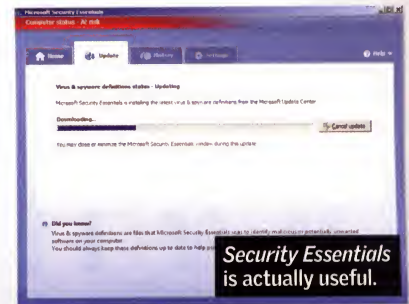 Microsoft Security Essentials
Computer status - At risk
Home
Update
History
Settings
Help
Virus & spyware definitions status - Updating
Microsoft Security Essentials is installing the latest virus & spyware definitions from the Microsoft Update Center
Downloading...
Cancel update
You may close or minimize the Microsoft Security Essentials window during this update
Did you know?
Virus & spyware definitions are files that Microsoft Security Essentials uses to identify malicious or potentially unwanted
software on your computer.
You should always keep these definitions up to date to help
Security Essentials
is actually useful.